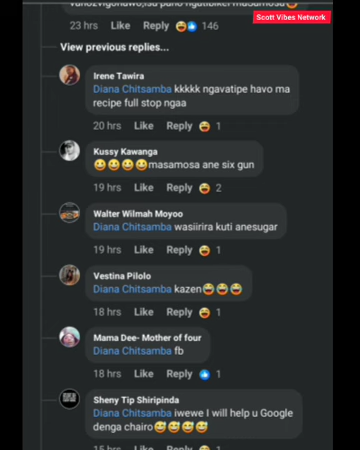 Scott Vibes Network
23 hrs Like Reply 😆👍 146
View previous replies...
Irene Tawira
Diana Chitsamba kkkkk ngavatipe havo ma
recipe full stop ngaa
20 hrs Like Reply 😆 1
Kussy Kawanga
😅😅😅😅masamosa ane six gun
19 hrs Like Reply 😆 2
Walter Wilmah Moyoo
Diana Chitsamba wasiirira kuti anesugar
19 hrs Like Reply 😆 1
Vestina Pilolo
Diana Chitsamba kazen😂😂😂
18 hrs Like Reply 😆 1
Mama Dee- Mother of four
Diana Chitsamba fb
18 hrs Like Reply 👍 1
Sheny Tip Shiripinda
Diana Chitsamba iwewe I will help u Google
denga chairo😅😅😅😅
15 hrs Like Reply 😆 1